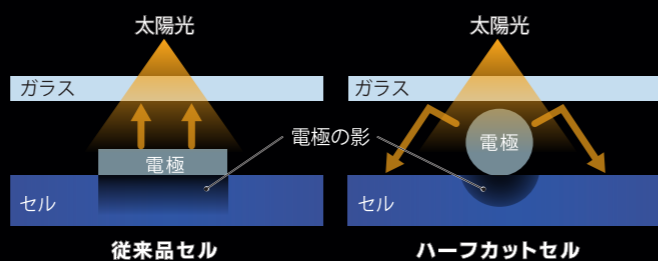 太陽光
ガラス
電極
セル
従来品セル
電極の影
太陽光
ガラス
電極
セル
ハーフカットセル